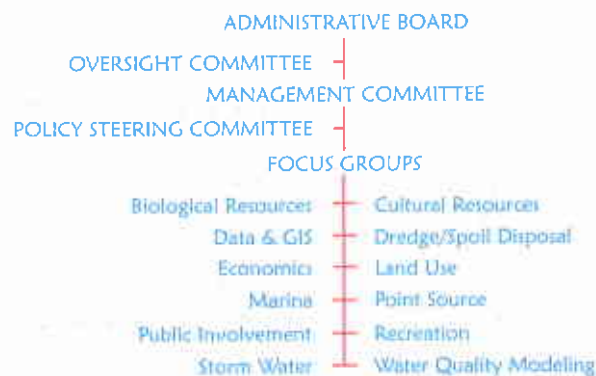 ADMINISTRATIVE BOARD
OVERSIGHT COMMITTEE
MANAGEMENT COMMITTEE
POLICY STEERING COMMITTEE
FOCUS GROUPS
Biological Resources Cultural Resources
Data & GIS Dredge/Spoil Disposal
Economics Land Use
Marina Point Source
Public Involvement Recreation
Storm Water Water Quality Modeling